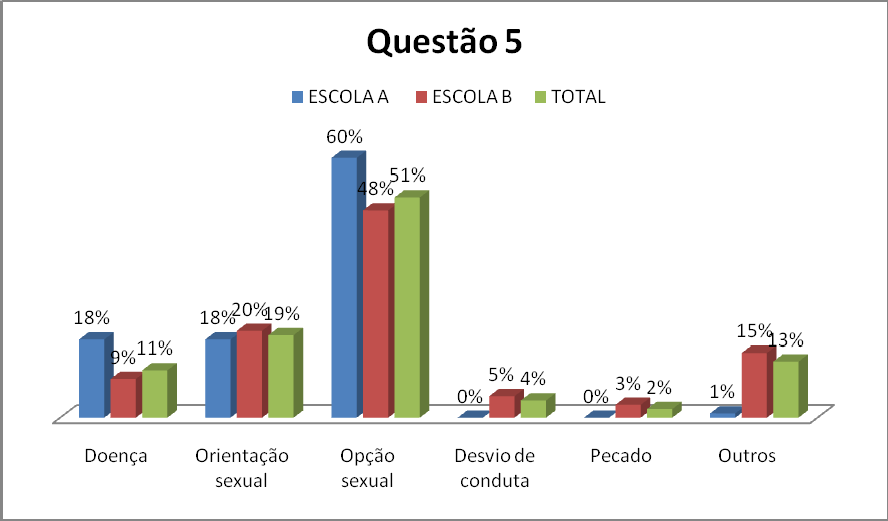 Questão 5
ESCOLA A ESCOLA B TOTAL
18% 9% 11%
18% 20% 19%
60% 48% 51%
0% 5% 4%
0% 3% 2%
1% 15% 13%
Doença
Orientação
sexual
Opção
sexual
Desvio de
conduta
Pecado
Outros